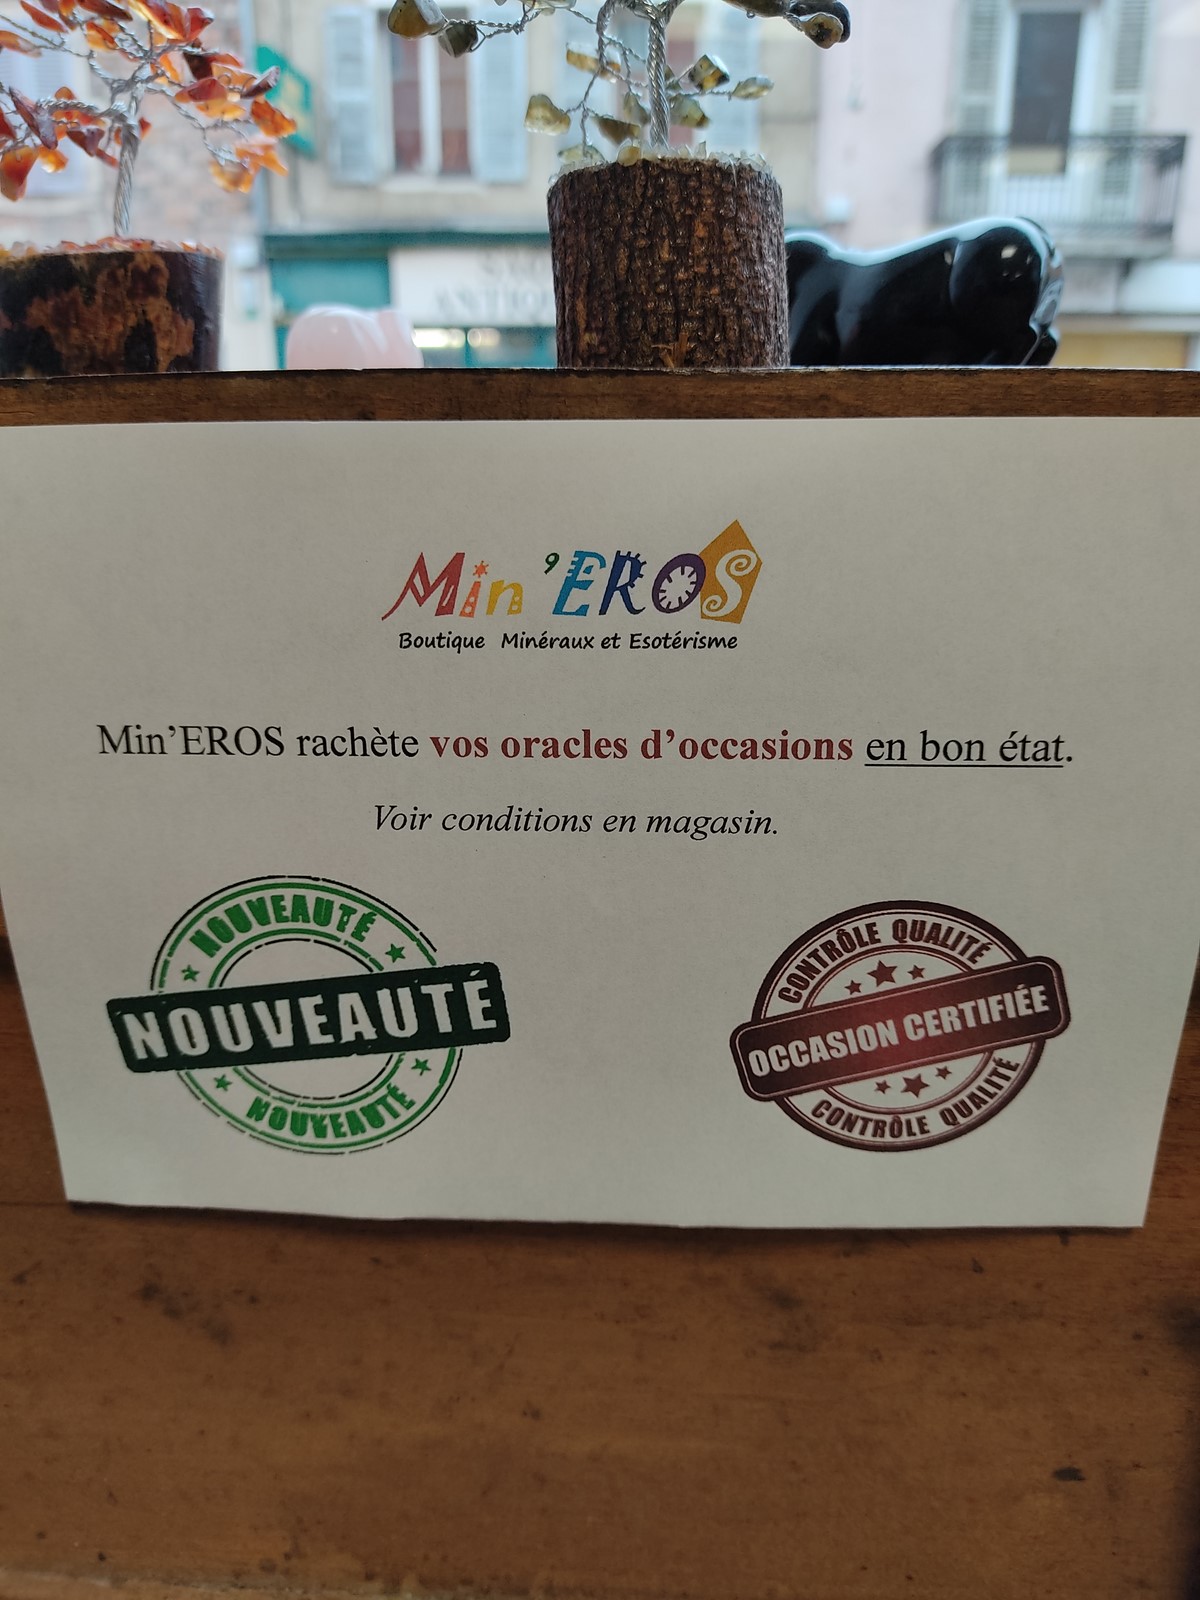 Min'EROS
Boutique Minéraux et Esotérisme
Min'EROS rachète vos oracles d'occasions en bon état.
Voir conditions en magasin.
NOUVEAUTÉ
NOUVEAUTÉ
NOUVEAUTÉ
CONTRÔLE QUALITÉ
OCCASION CERTIFIÉE
CONTRÔLE QUALITÉ